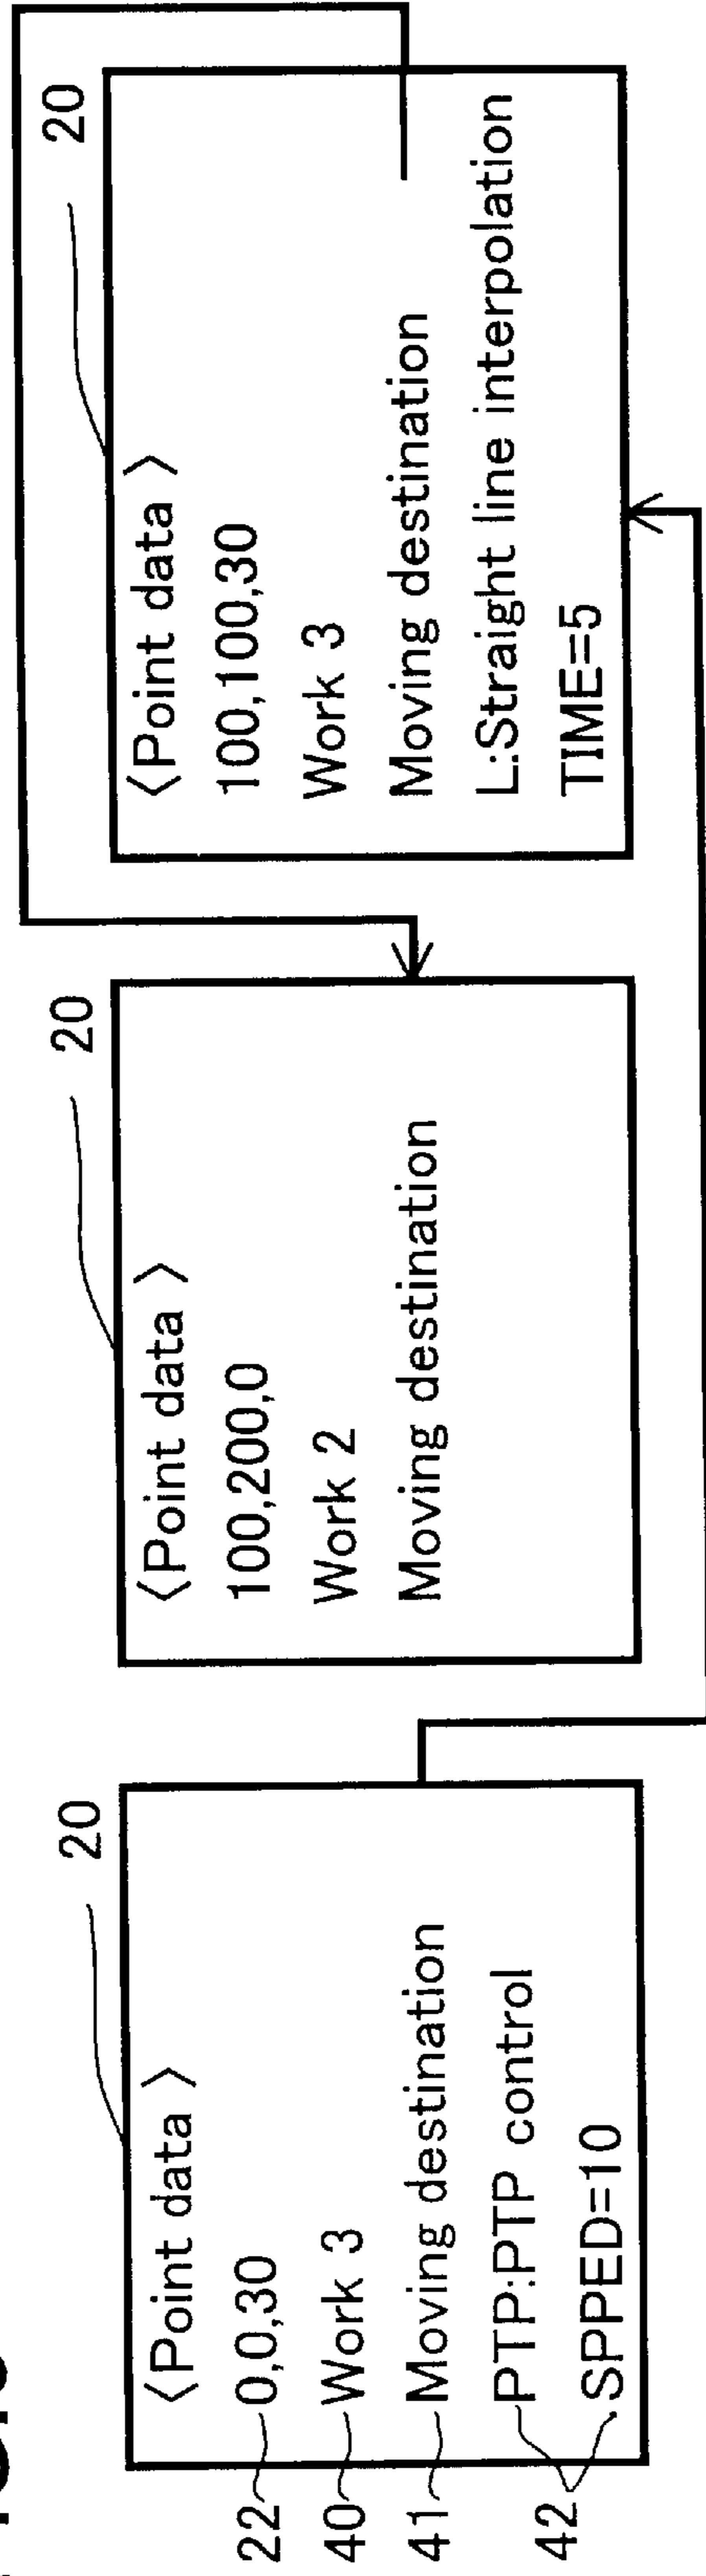 20
〈Point data 〉
22 0,0,30
40 Work 3
41 Moving destination
42 PTP:PTP control
SPPED=10
20
〈Point data 〉
100,200,0
Work 2
Moving destination
20
〈Point data 〉
100,100,30
Work 3
Moving destination
L:Straight line interpolation
TIME=5